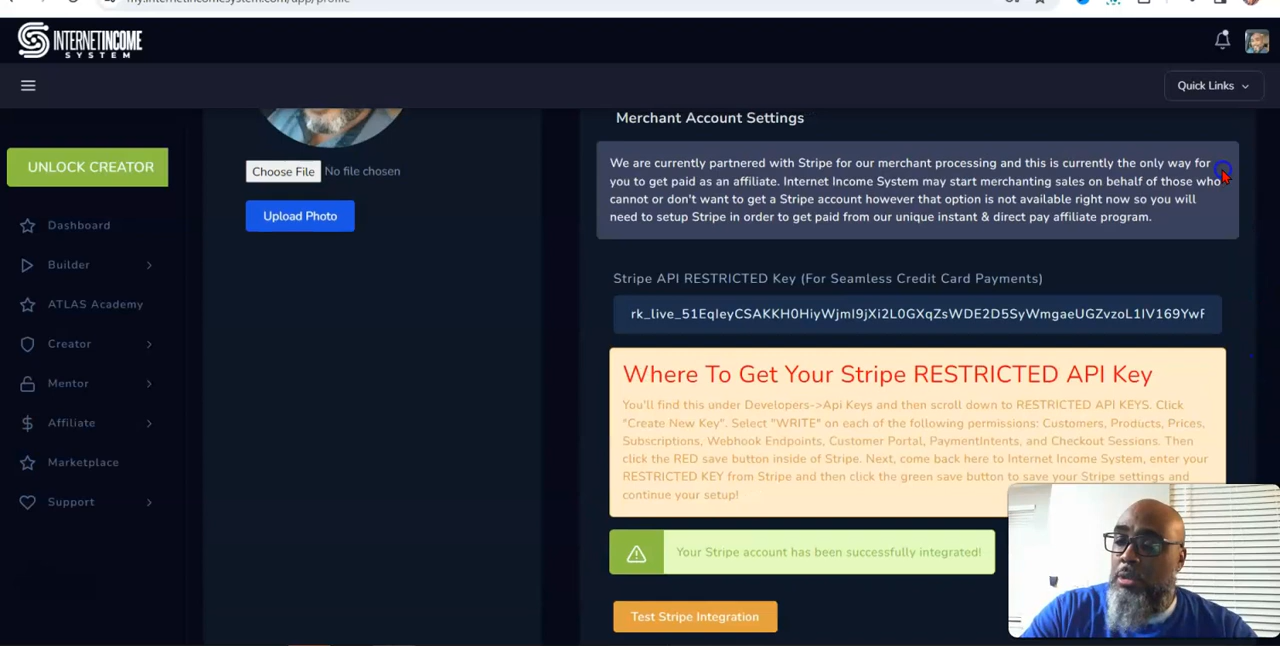 my.internetincomesystem.com/app/profile
INTERNETINCOME
SYSTEM
Quick Links
UNLOCK CREATOR
Dashboard
Builder
ATLAS Academy
Creator
Mentor
Affiliate
Marketplace
Support
Choose File No file chosen
Upload Photo
Merchant Account Settings
We are currently partnered with Stripe for our merchant processing and this is currently the only way for
you to get paid as an affiliate. Internet Income System may start merchanting sales on behalf of those who
cannot or don't want to get a Stripe account however that option is not available right now so you will
need to setup Stripe in order to get paid from our unique instant & direct pay affiliate program.
Stripe API RESTRICTED Key (For Seamless Credit Card Payments)
Where To Get Your Stripe RESTRICTED API Key
You'll find this under Developers->Api Keys and then scroll down to RESTRICTED API KEYS. Click
"Create New Key". Select "WRITE" on each of the following permissions: Customers, Products, Prices,
Subscriptions, Webhook Endpoints, Customer Portal, PaymentIntents, and Checkout Sessions. Then
click the RED save button inside of Stripe. Next, come back here to Internet Income System, enter your
RESTRICTED KEY from Stripe and then click the green save button to save your Stripe settings and
continue your setup!
Your Stripe account has been successfully integrated!
Test Stripe Integration